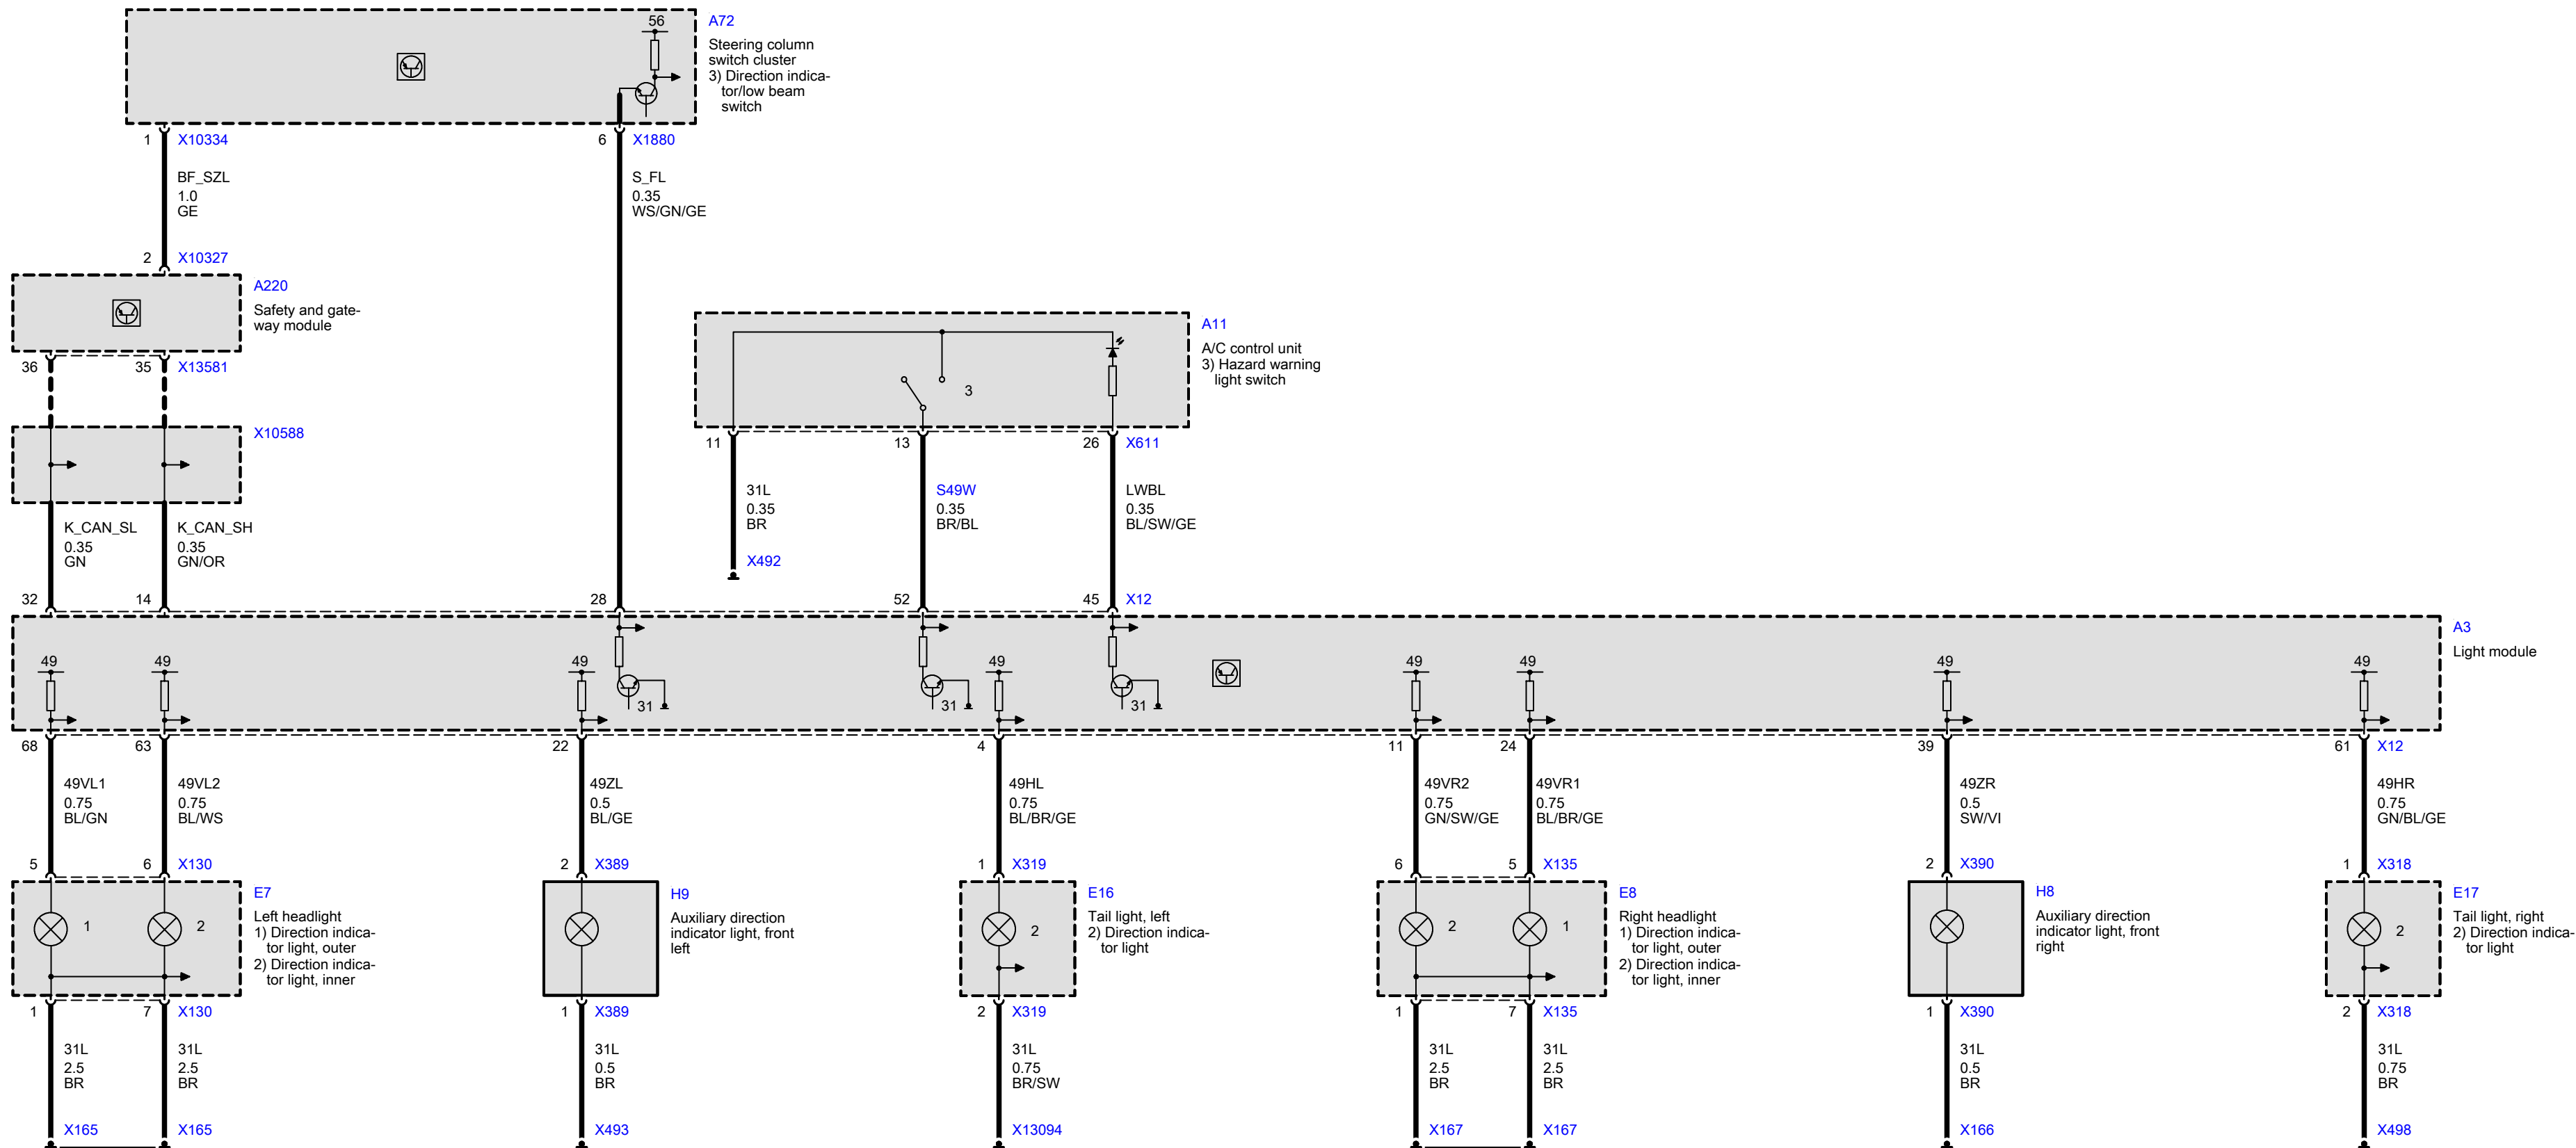 56
A72
Steering column
switch cluster
3) Direction indica-
tor/low beam
switch
1 X10334
6 X1880
BF_SZL
1.0
GE
S_FL
0.35
WS/GN/GE
2 X10327
A220
Safety and gate-
way module
36 35 X13581
X10588
A11
A/C control unit
3) Hazard warning
light switch
3
11 13 26 X611
31L
0.35
BR
X492
S49W
0.35
BR/BL
LWBL
0.35
BL/SW/GE
K_CAN_SL
0.35
GN
K_CAN_SH
0.35
GN/OR
32 14 28 52 45 X12
A3
Light module
49 49 49 49 49 49 49 49
31 31 31
68 63 22 4 11 24 39 61 X12
49VL1
0.75
BL/GN
49VL2
0.75
BL/WS
49ZL
0.5
BL/GE
49HL
0.75
BL/BR/GE
49VR2
0.75
GN/SW/GE
49VR1
0.75
BL/BR/GE
49ZR
0.5
SW/VI
49HR
0.75
GN/BL/GE
5 6 X130
2 X389
1 X319
6 5 X135
2 X390
1 X318
1 2
E7
Left headlight
1) Direction indica-
tor light, outer
2) Direction indica-
tor light, inner
H9
Auxiliary direction
indicator light, front
left
2
E16
Tail light, left
2) Direction indica-
tor light
2 1
E8
Right headlight
1) Direction indica-
tor light, outer
2) Direction indica-
tor light, inner
H8
Auxiliary direction
indicator light, front
right
2
E17
Tail light, right
2) Direction indica-
tor light
1 7 X130
1 X389
2 X319
1 7 X135
1 X390
2 X318
31L
2.5
BR
31L
2.5
BR
31L
0.5
BR
31L
0.75
BR/SW
31L
2.5
BR
31L
2.5
BR
31L
0.5
BR
31L
0.75
BR
X165 X165 X493 X13094 X167 X167 X166 X498